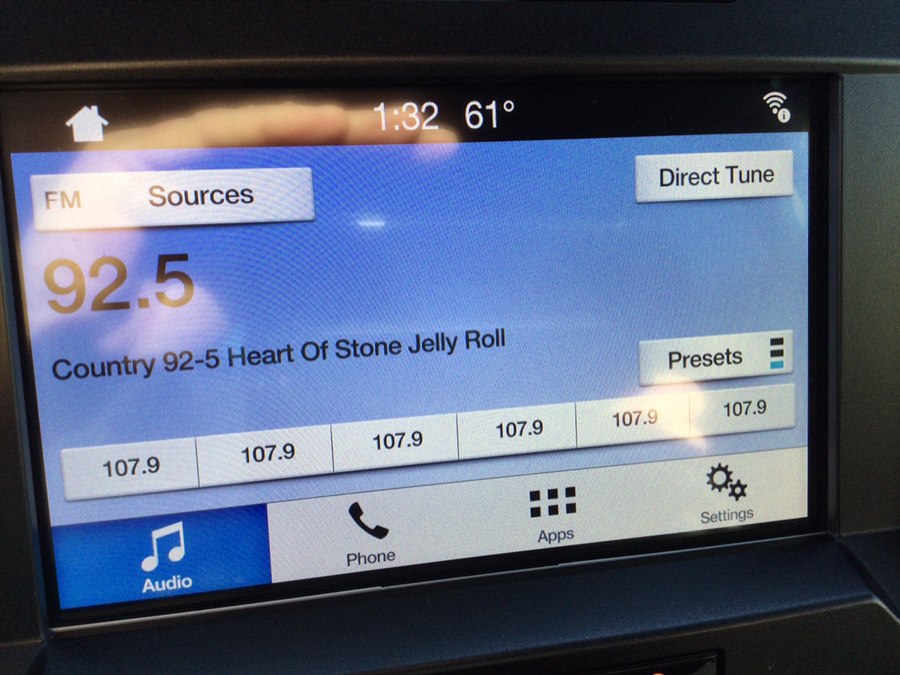 1:32 61°
FM Sources
Direct Tune
92.5
Country 92-5 Heart Of Stone Jelly Roll
Presets
107.9 107.9 107.9 107.9 107.9 107.9
Audio Phone Apps Settings